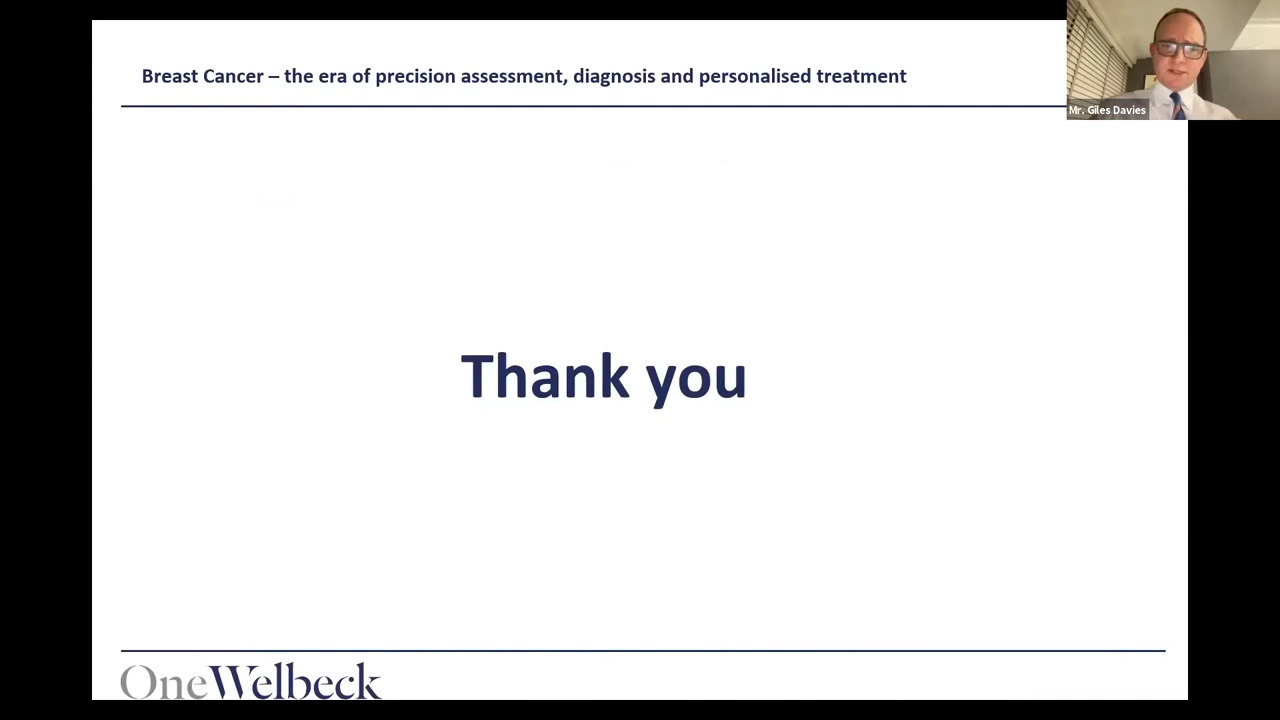 Breast Cancer – the era of precision assessment, diagnosis and personalised treatment
Mr. Giles Davies
Thank you
OneWelbeck